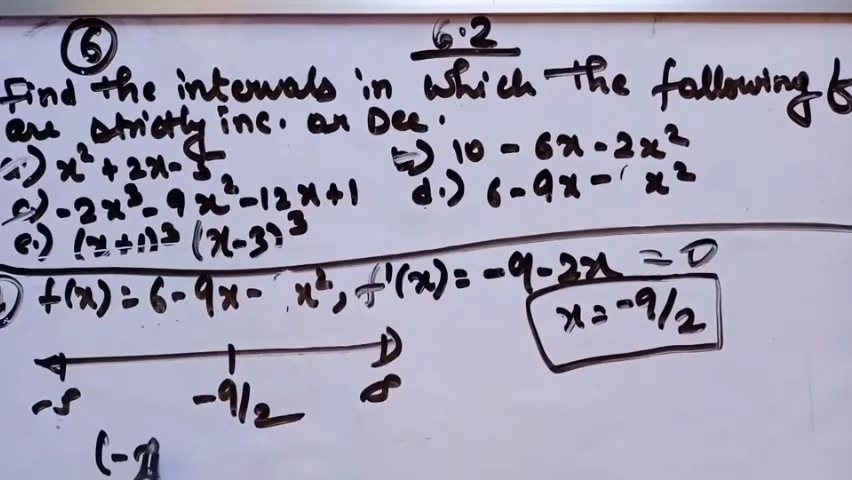 6 6.2
Find the intervals in which the following f
are strictly inc. or Dec.
a.) x² + 2x - 5 b.) 10 - 6x - 2x²
c.) -2x³ - 9x² - 12x + 1 d.) 6 - 9x - x²
e.) (x+1)³ (x-3)³
f(x) = 6 - 9x - x², f'(x) = -9 - 2x = 0
x = -9/2
-∞ -9/2 ∞
(-